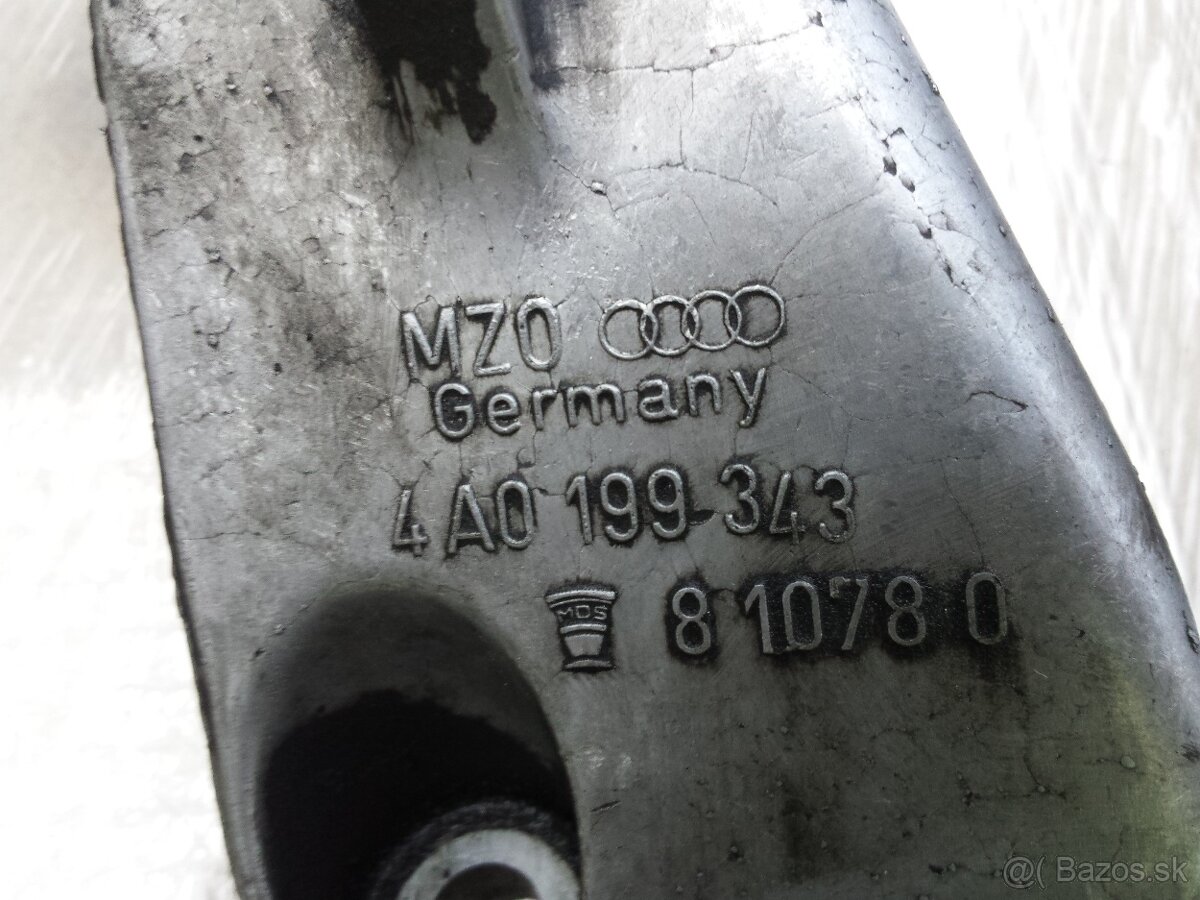 MZO
Germany
4A0 199 343
MDS 8 1078 0
@( Bazos.sk